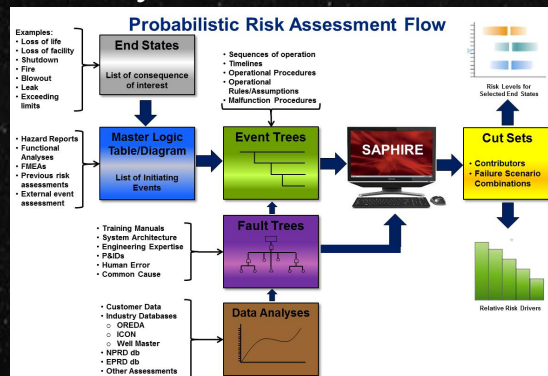 Probabilistic Risk Assessment Flow
Examples:
• Loss of life
• Loss of facility
• Shutdown
• Fire
• Blowout
• Leak
• Exceeding
limits
End States
List of consequence
of interest
• Sequences of operation
• Timelines
• Operational Procedures
• Operational
Rules/Assumptions
• Malfunction Procedures
Risk Levels for
Selected End States
• Hazard Reports
• Functional
Analyses
• FMEAs
• Previous risk
assessments
• External event
assessment
Master Logic
Table/Diagram
List of Initiating
Events
Event Trees
SAPHIRE
Cut Sets
• Contributors
• Failure Scenario
Combinations
• Training Manuals
• System Architecture
• Engineering Expertise
• P&IDs
• Human Error
• Common Cause
Fault Trees
Relative Risk Drivers
• Customer Data
• Industry Databases
o OREDA
o ICON
o Well Master
• NPRD db
• EPRD db
• Other Assessments
Data Analyses